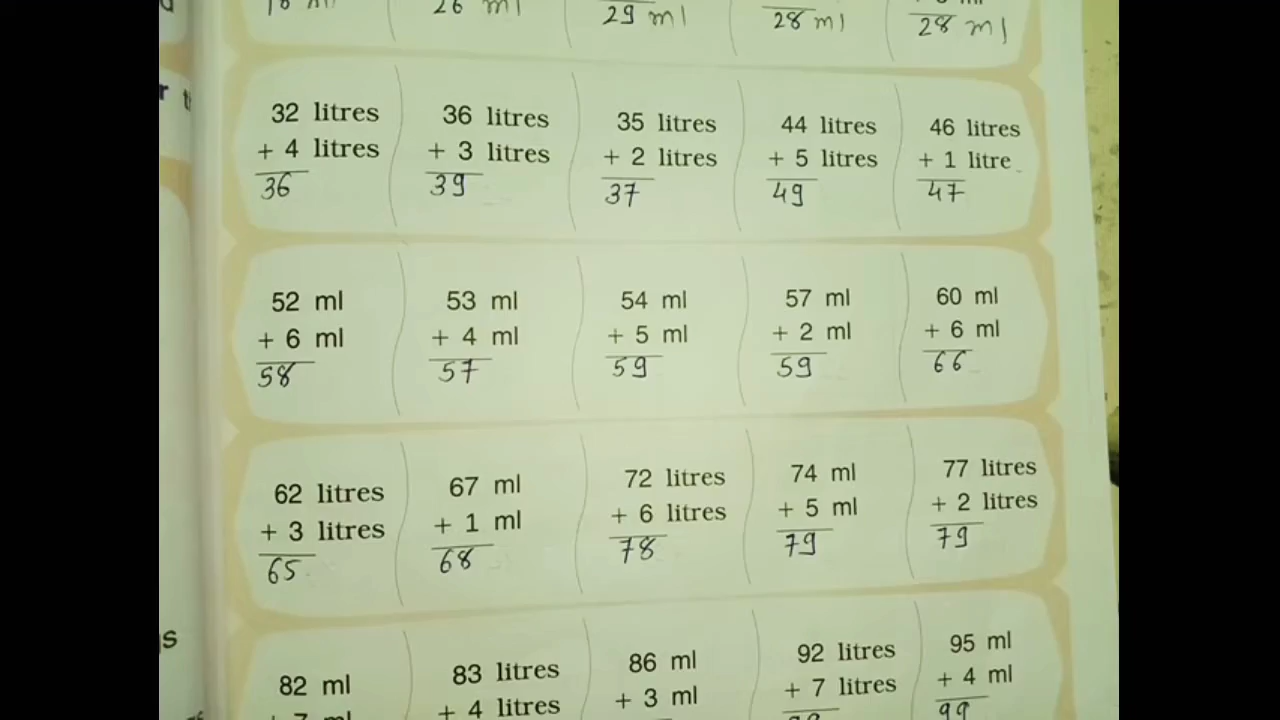 26 ml
29 ml
28 ml
28 ml
32 litres 36 litres 35 litres 44 litres 46 litres
+ 4 litres + 3 litres + 2 litres + 5 litres + 1 litre
36 39 37 49 47
52 ml 53 ml 54 ml 57 ml 60 ml
+ 6 ml + 4 ml + 5 ml + 2 ml + 6 ml
58 57 59 59 66
62 litres 67 ml 72 litres 74 ml 77 litres
+ 3 litres + 1 ml + 6 litres + 5 ml + 2 litres
65 68 78 79 79
82 ml 83 litres 86 ml 92 litres 95 ml
+ 4 litres + 3 ml + 7 litres + 4 ml
99